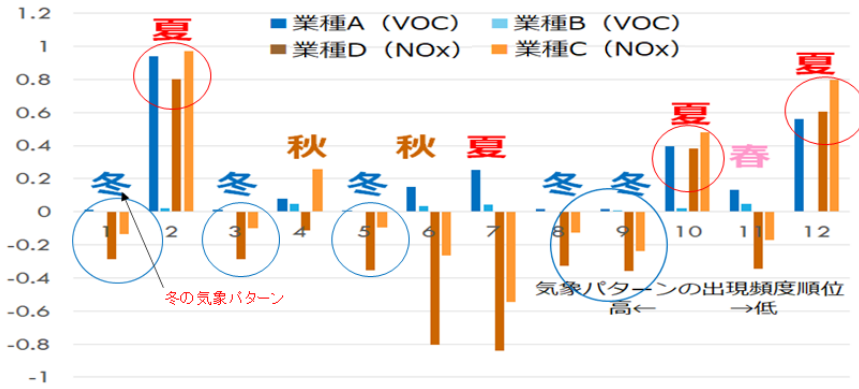 1.2
1
0.8
0.6
0.4
0.2
0
-0.2
-0.4
-0.6
-0.8
-1
業種A（VOC） 業種B（VOC）
業種D（NOx） 業種C（NOx）
冬
夏
冬
秋
冬
秋
夏
冬
冬
夏
春
夏
1 2 3 4 5 6 7 8 9 10 11 12
冬の気象パターン
気象パターンの出現頻度順位
高← →低